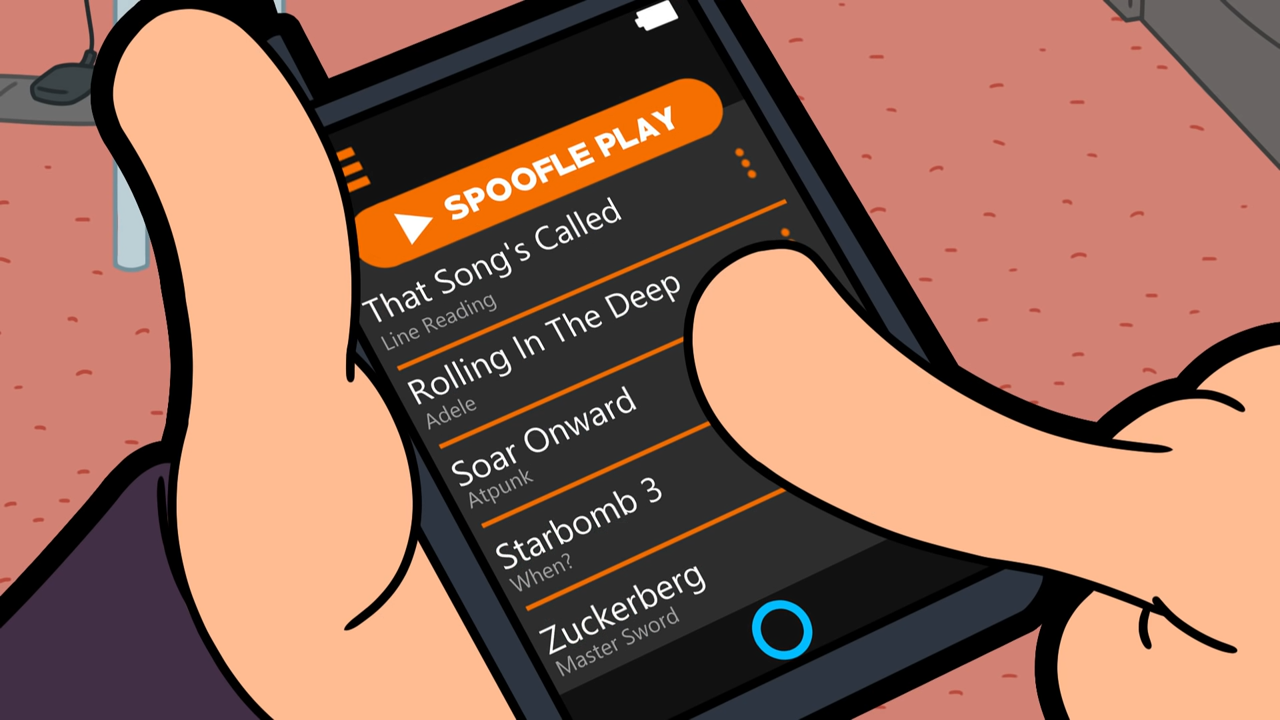 SPOOFLE PLAY
That Song's Called
Line Reading
Rolling In The Deep
Adele
Soar Onward
Atpunk
Starbomb 3
When?
Zuckerberg
Master Sword